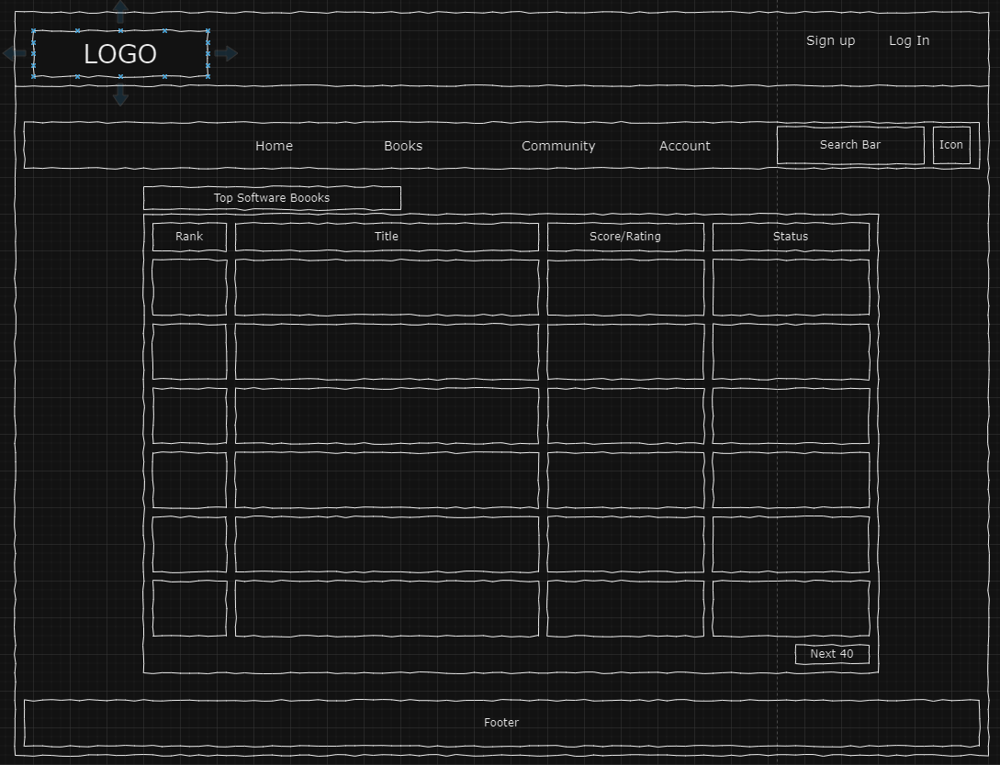 LOGO
Sign up
Log In
Home
Books
Community
Account
Search Bar
Icon
Top Software Boooks
Rank
Title
Score/Rating
Status
Next 40
Footer